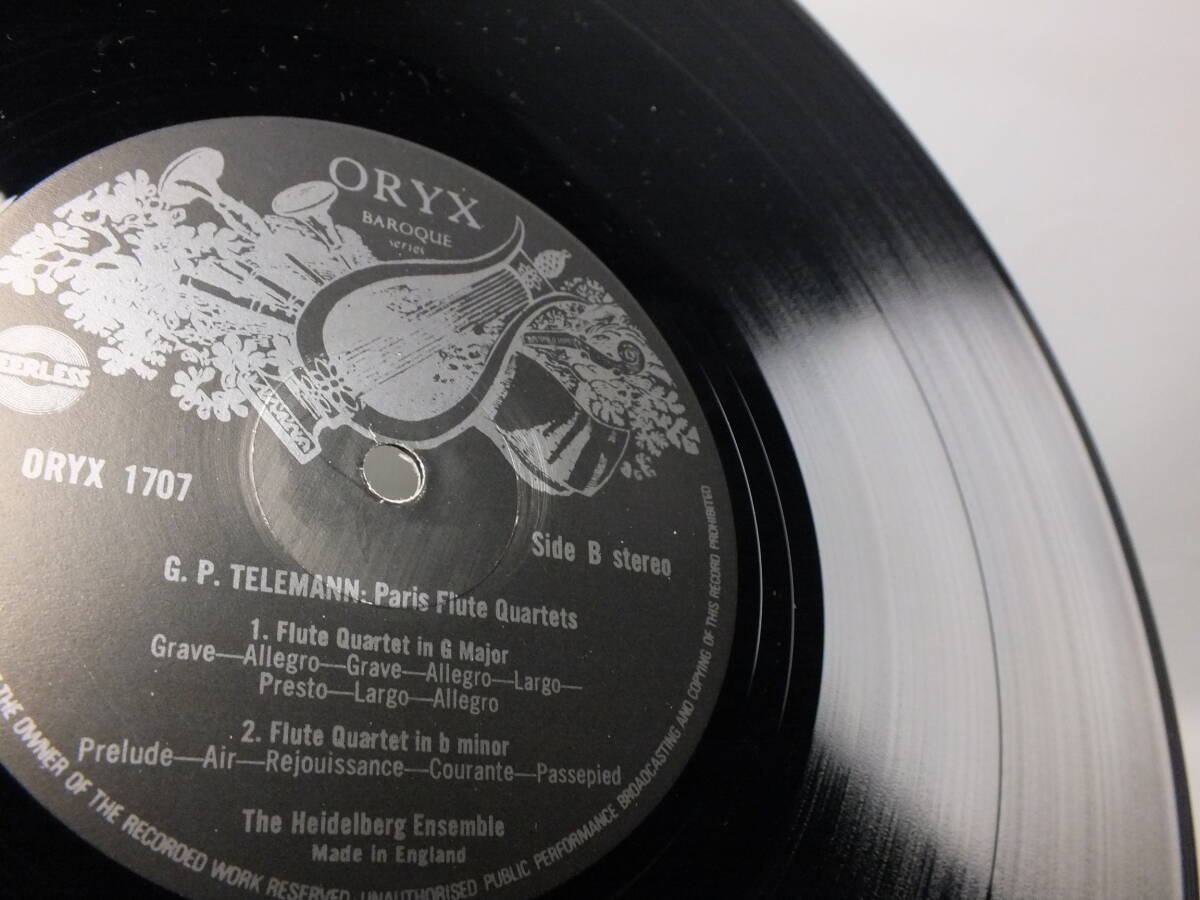 ORYX
BAROQUE
series
EERLESS
ORYX 1707
Side B stereo
G. P. TELEMANN: Paris Flute Quartets
1. Flute Quartet in G Major
Grave—Allegro—Grave—Allegro—Largo—
Presto—Largo—Allegro
2. Flute Quartet in b minor
Prelude—Air—Rejouissance—Courante—Passepied
The Heidelberg Ensemble
Made in England
THE OWNER OF THE RECORDED WORK RESERVED. UNAUTHORISED PUBLIC PERFORMANCE BROADCASTING AND COPYING OF THIS RECORD PROHIBITED